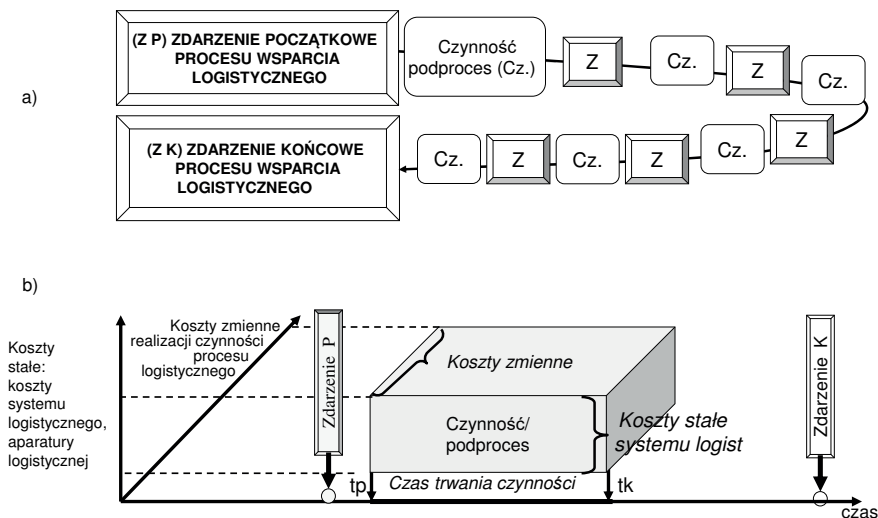 a)
(Z P) ZDARZENIE POCZĄTKOWE
PROCESU WSPARCIA
LOGISTYCZNEGO
Czynność
podproces (Cz.)
Z
Cz.
Z
Cz.
Z
Cz.
Z
Cz.
Z
Cz.
(Z K) ZDARZENIE KOŃCOWE
PROCESU WSPARCIA
LOGISTYCZNEGO
b)
Koszty
stałe:
koszty
systemu
logistycznego,
aparatury
logistycznej
Koszty zmienne
realizacji czynności
procesu
logistycznego
Zdarzenie P
Koszty zmienne
Czynność/
podproces
Koszty stałe
systemu logist
Zdarzenie K
tp
Czas trwania czynności
tk
czas